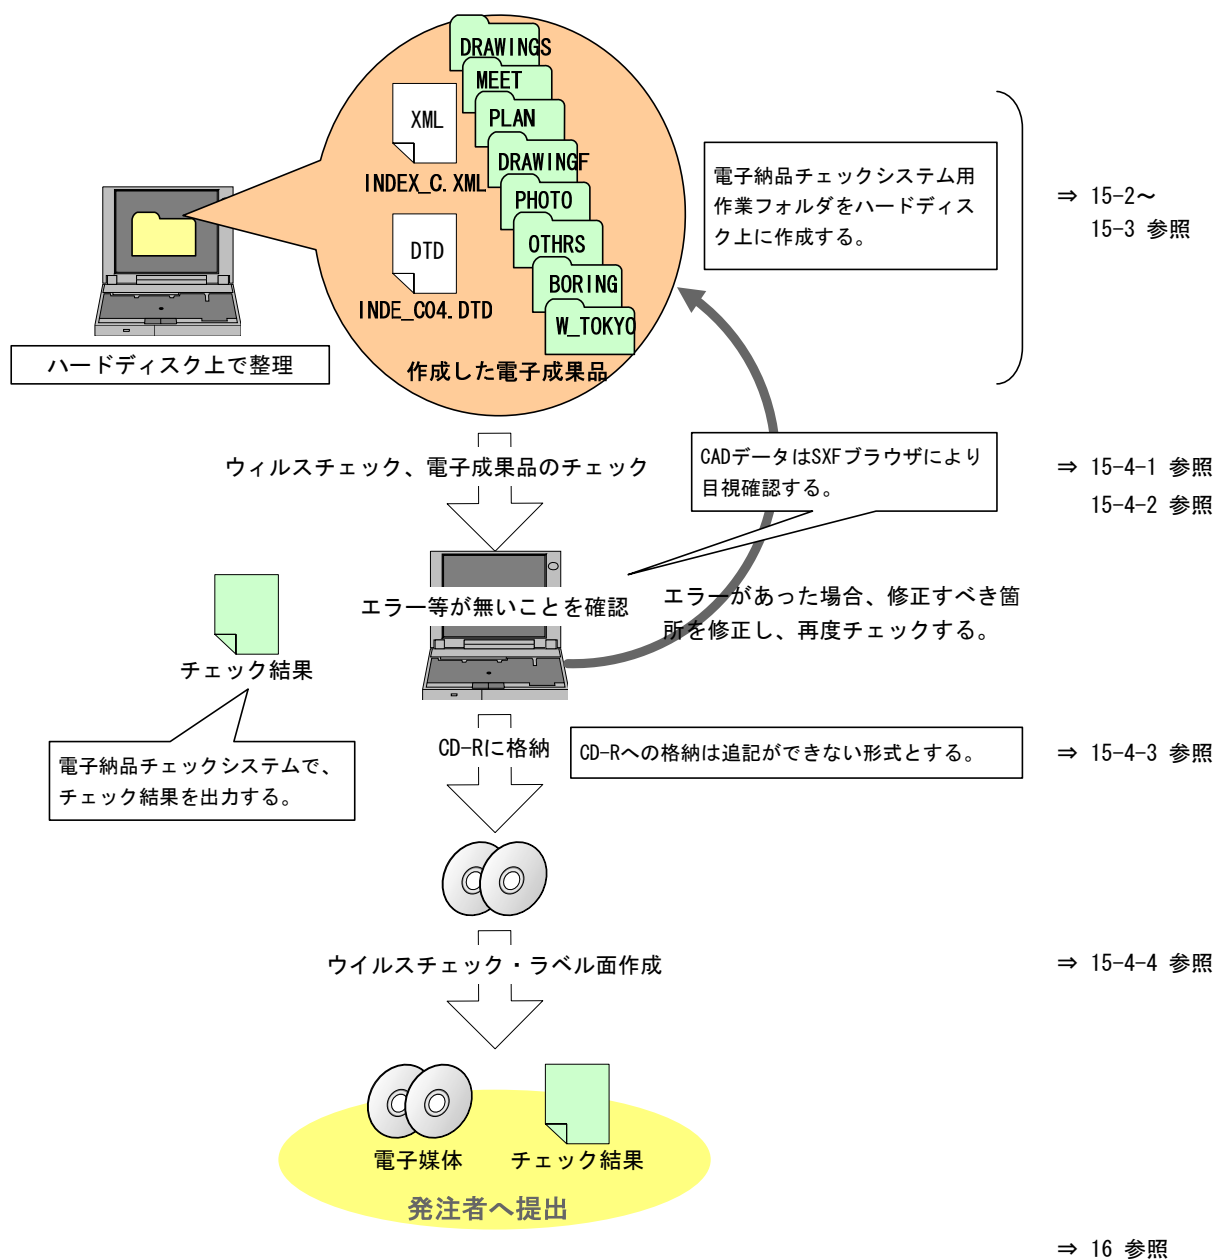 DRAWINGS
MEET
PLAN
DRAWINGF
PHOTO
OTHRS
BORING
W_TOKYO
XML
INDEX_C.XML
DTD
INDE_C04.DTD
作成した電子成果品
ハードディスク上で整理
電子納品チェックシステム用
作業フォルダをハードディス
ク上に作成する。
⇒ 15-2～
15-3 参照
ウィルスチェック、電子成果品のチェック
CADデータはSXFブラウザにより
目視確認する。
⇒ 15-4-1 参照
15-4-2 参照
エラー等が無いことを確認
エラーがあった場合、修正すべき箇
所を修正し、再度チェックする。
チェック結果
電子納品チェックシステムで、
チェック結果を出力する。
CD-Rに格納
CD-Rへの格納は追記ができない形式とする。
⇒ 15-4-3 参照
ウイルスチェック・ラベル面作成
⇒ 15-4-4 参照
電子媒体
チェック結果
発注者へ提出
⇒ 16 参照